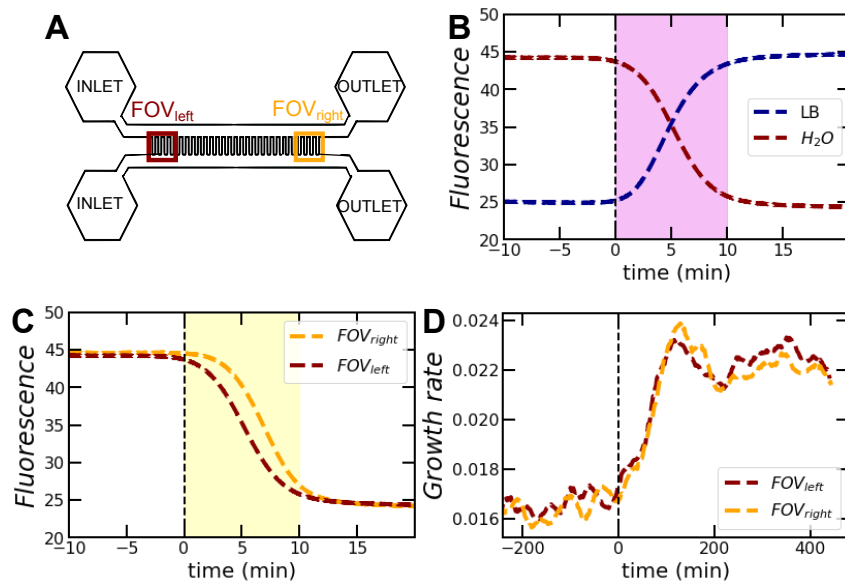 A
INLET
OUTLET
FOVleft
FOVright
INLET
OUTLET
B
Fluorescence
50
45
40
35
30
25
20
LB
H2O
−10
−5
0
5
10
15
time (min)
C
Fluorescence
50
45
40
35
30
25
20
FOVright
FOVleft
−10
−5
0
5
10
15
time (min)
D
Growth rate
0.024
0.022
0.020
0.018
0.016
FOVleft
FOVright
−200
0
200
400
time (min)